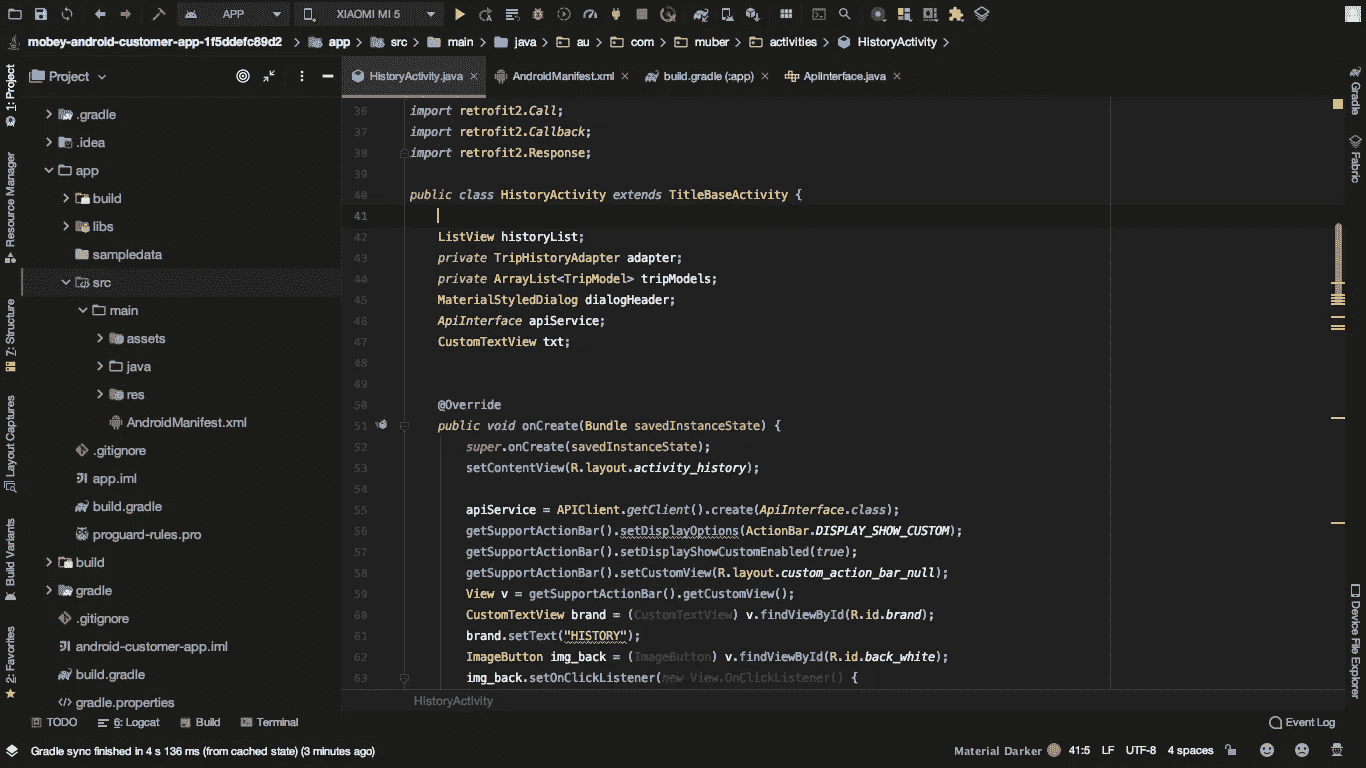 APP
XIAOMI MI 5
mobey-android-customer-app-1f5ddefc89d2 app src main java au com muber activities HistoryActivity
Project
HistoryActivity.java
AndroidManifest.xml
build.gradle (:app)
ApiInterface.java
1: Project
Resource Manager
7: Structure
Layout Captures
Build Variants
2: Favorites
.gradle
.idea
app
build
libs
sampledata
src
main
assets
java
res
AndroidManifest.xml
.gitignore
app.iml
build.gradle
proguard-rules.pro
build
gradle
.gitignore
android-customer-app.iml
build.gradle
gradle.properties
36 import retrofit2.Call;
37 import retrofit2.Callback;
38 import retrofit2.Response;
39
40 public class HistoryActivity extends TitleBaseActivity {
41
42 ListView historyList;
43 private TripHistoryAdapter adapter;
44 private ArrayList<TripModel> tripModels;
45 MaterialStyledDialog dialogHeader;
46 ApiInterface apiService;
47 CustomTextView txt;
48
49
50 @Override
51 public void onCreate(Bundle savedInstanceState) {
52 super.onCreate(savedInstanceState);
53 setContentView(R.layout.activity_history);
54
55 apiService = APIClient.getClient().create(ApiInterface.class);
56 getSupportActionBar().setDisplayOptions(ActionBar.DISPLAY_SHOW_CUSTOM);
57 getSupportActionBar().setDisplayShowCustomEnabled(true);
58 getSupportActionBar().setCustomView(R.layout.custom_action_bar_null);
59 View v = getSupportActionBar().getCustomView();
60 CustomTextView brand = (CustomTextView) v.findViewById(R.id.brand);
61 brand.setText("HISTORY");
62 ImageButton img_back = (ImageButton) v.findViewById(R.id.back_white);
63 img_back.setOnClickListener(new View.OnClickListener() {
HistoryActivity
Gradle
Fabric
Device File Explorer
TODO
6: Logcat
Build
Terminal
Event Log
Gradle sync finished in 4 s 136 ms (from cached state) (3 minutes ago)
Material Darker
41:5 LF UTF-8 4 spaces